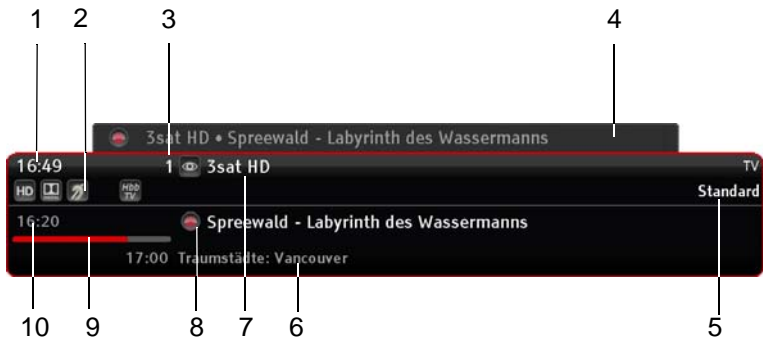 1 2 3 4
3sat HD • Spreewald - Labyrinth des Wassermanns
16:49 1 3sat HD TV
HD HDD TV Standard
16:20 Spreewald - Labyrinth des Wassermanns
17:00 Traumstädte: Vancouver
10 9 8 7 6 5